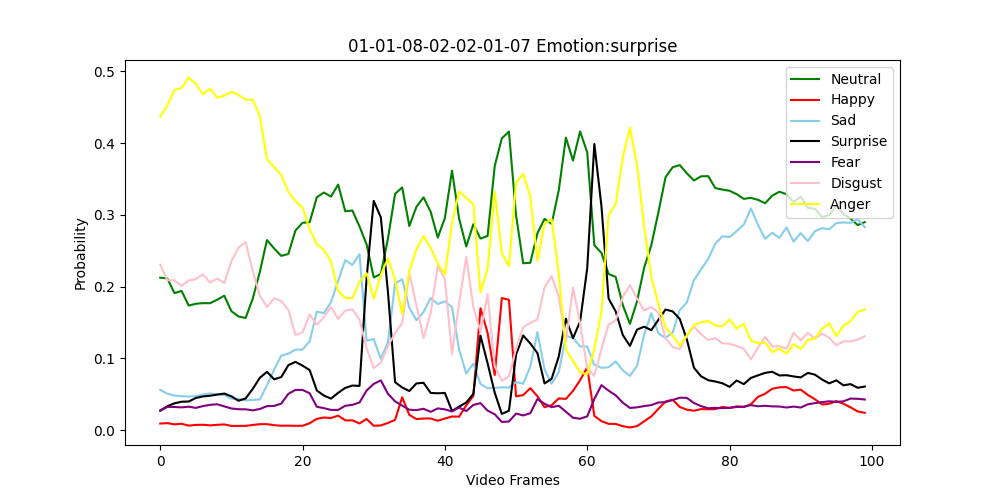 01-01-08-02-02-01-07 Emotion:surprise
Probability
0.5
0.4
0.3
0.2
0.1
0.0
0
20
40
60
80
100
Video Frames
Neutral
Happy
Sad
Surprise
Fear
Disgust
Anger